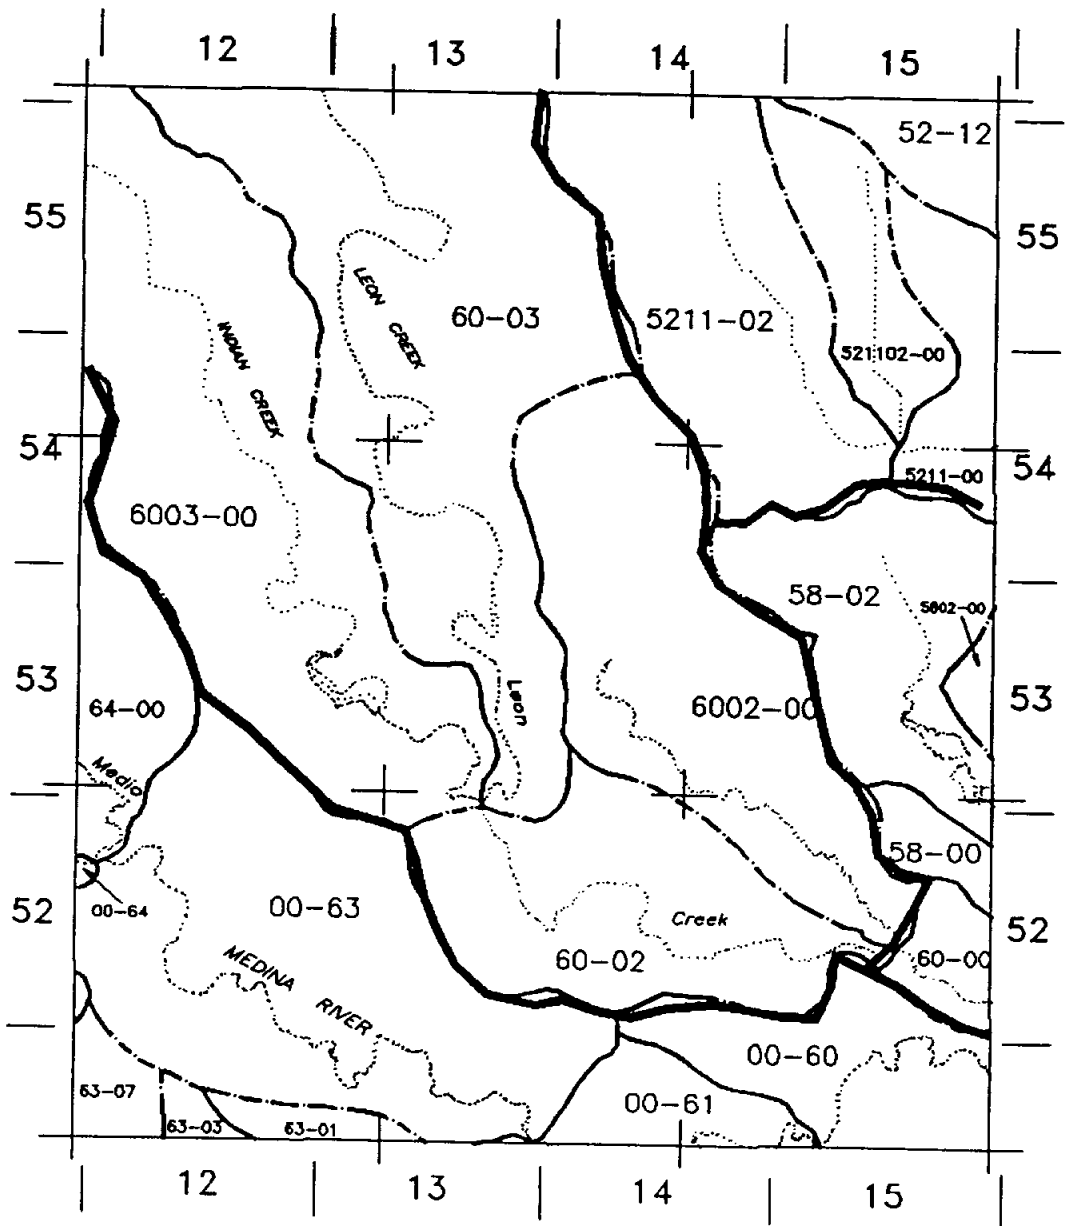 12 13 14 15
52-12
55 55
LEON CREEK
60-03 5211-02
INDIAN CREEK
521102-00
54 54
5211-00
6003-00
58-02
5802-00
53 53
64-00
Leon
6002-00
Medio
58-00
00-64
00-63
52 52
Creek
60-02 60-00
MEDINA RIVER
00-60
63-07
00-61
63-03 63-01
12 13 14 15